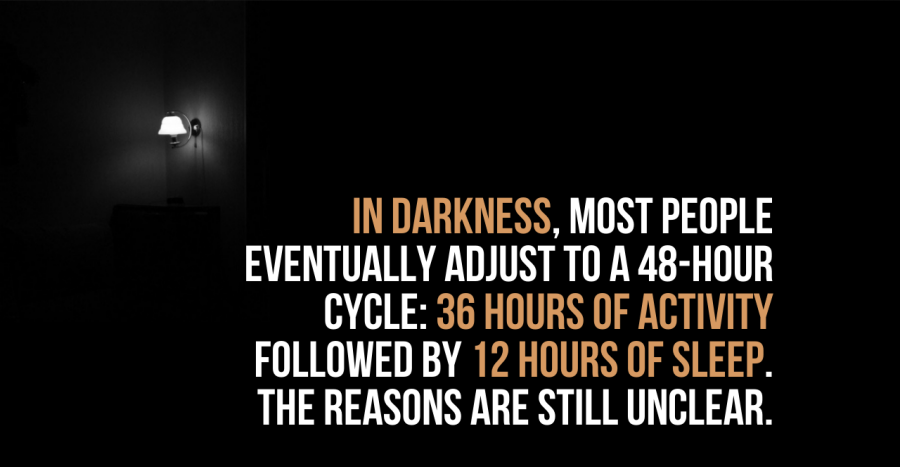 IN DARKNESS, MOST PEOPLE
EVENTUALLY ADJUST TO A 48-HOUR
CYCLE: 36 HOURS OF ACTIVITY
FOLLOWED BY 12 HOURS OF SLEEP.
THE REASONS ARE STILL UNCLEAR.